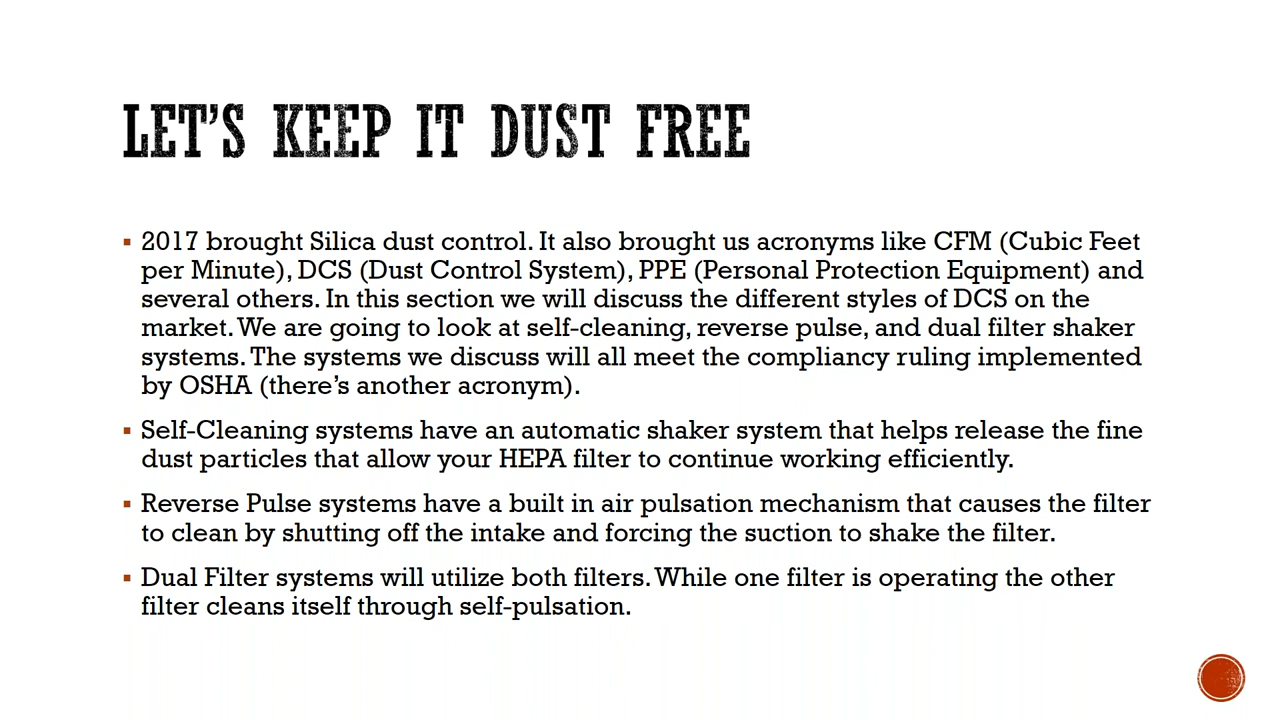 LET'S KEEP IT DUST FREE
▪ 2017 brought Silica dust control. It also brought us acronyms like CFM (Cubic Feet
per Minute), DCS (Dust Control System), PPE (Personal Protection Equipment) and
several others. In this section we will discuss the different styles of DCS on the
market. We are going to look at self-cleaning, reverse pulse, and dual filter shaker
systems. The systems we discuss will all meet the compliancy ruling implemented
by OSHA (there's another acronym).
▪ Self-Cleaning systems have an automatic shaker system that helps release the fine
dust particles that allow your HEPA filter to continue working efficiently.
▪ Reverse Pulse systems have a built in air pulsation mechanism that causes the filter
to clean by shutting off the intake and forcing the suction to shake the filter.
▪ Dual Filter systems will utilize both filters. While one filter is operating the other
filter cleans itself through self-pulsation.